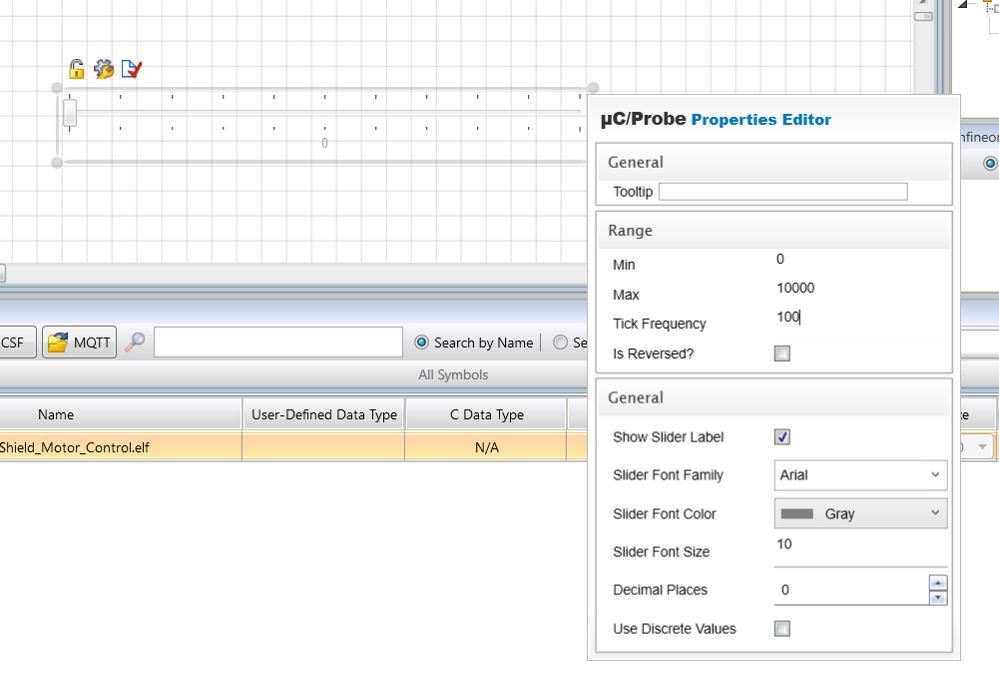 0
µC/Probe Properties Editor
General
Tooltip
Range
Min 0
Max 10000
Tick Frequency 100
Is Reversed?
General
Show Slider Label
Slider Font Family Arial
Slider Font Color Gray
Slider Font Size 10
Decimal Places 0
Use Discrete Values
CSF MQTT Search by Name Se
All Symbols
Name User-Defined Data Type C Data Type
Shield_Motor_Control.elf N/A